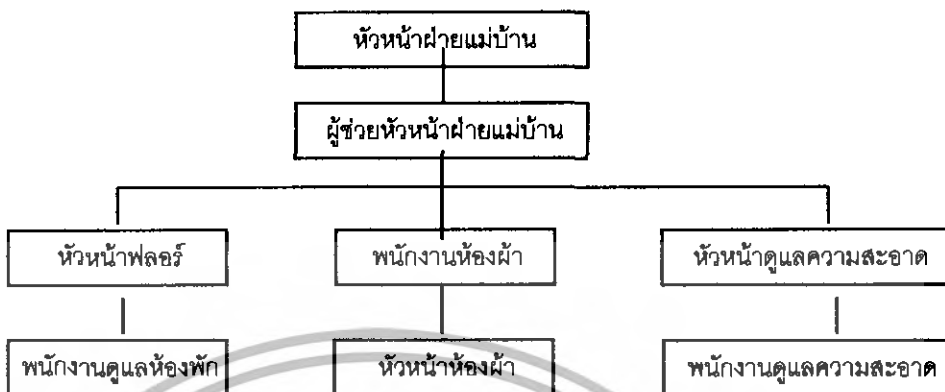 หัวหน้าฝ่ายแม่บ้าน
ผู้ช่วยหัวหน้าฝ่ายแม่บ้าน
หัวหน้าฟลอร์ พนักงานห้องผ้า หัวหน้าดูแลความสะอาด
พนักงานดูแลห้องพัก หัวหน้าห้องผ้า พนักงานดูแลความสะอาด